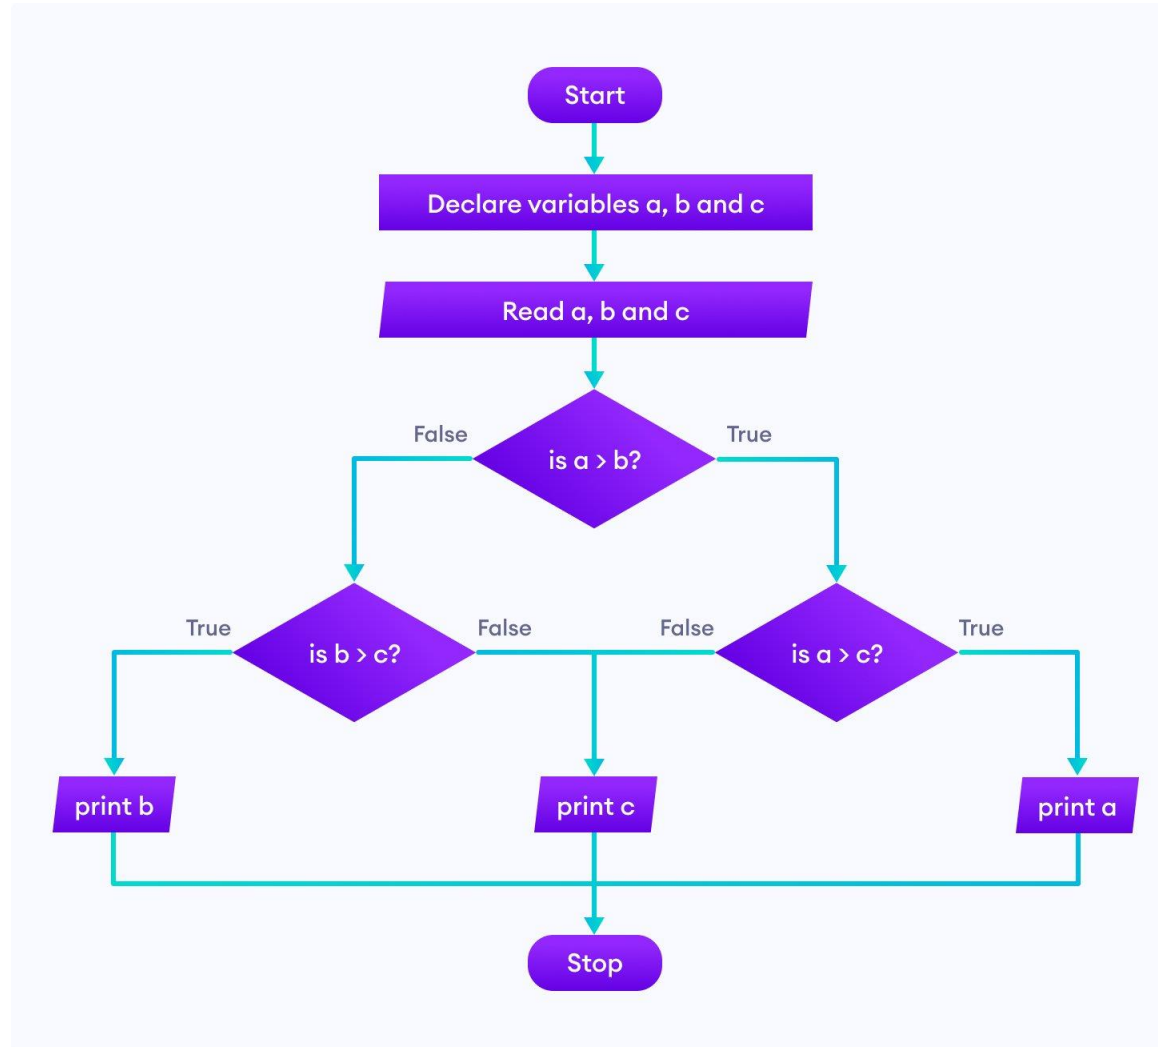 Start
Declare variables a, b and c
Read a, b and c
False
True
is a > b?
True
False
False
True
is b > c?
is a > c?
print b
print c
print a
Stop